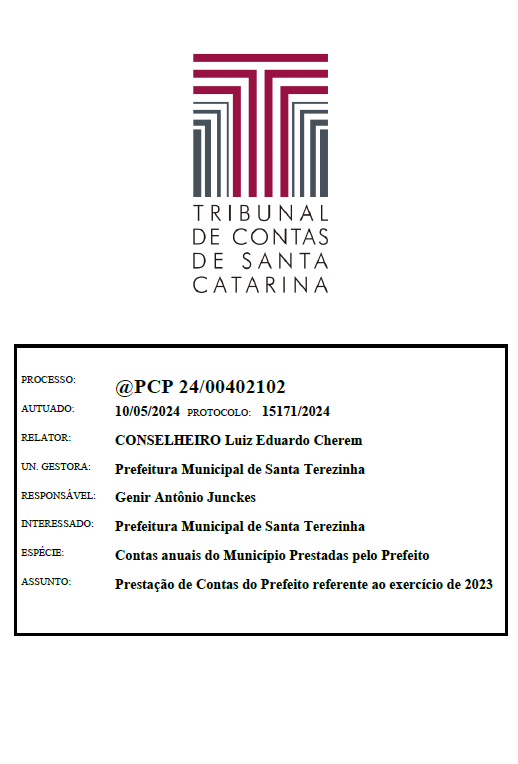 TRIBUNAL
DE CONTAS
DE SANTA
CATARINA
PROCESSO: @PCP 24/00402102
AUTUADO: 10/05/2024 PROTOCOLO: 15171/2024
RELATOR: CONSELHEIRO Luiz Eduardo Cherem
UN. GESTORA: Prefeitura Municipal de Santa Terezinha
RESPONSÁVEL: Genir Antônio Junckes
INTERESSADO: Prefeitura Municipal de Santa Terezinha
ESPÉCIE: Contas anuais do Município Prestadas pelo Prefeito
ASSUNTO: Prestação de Contas do Prefeito referente ao exercício de 2023